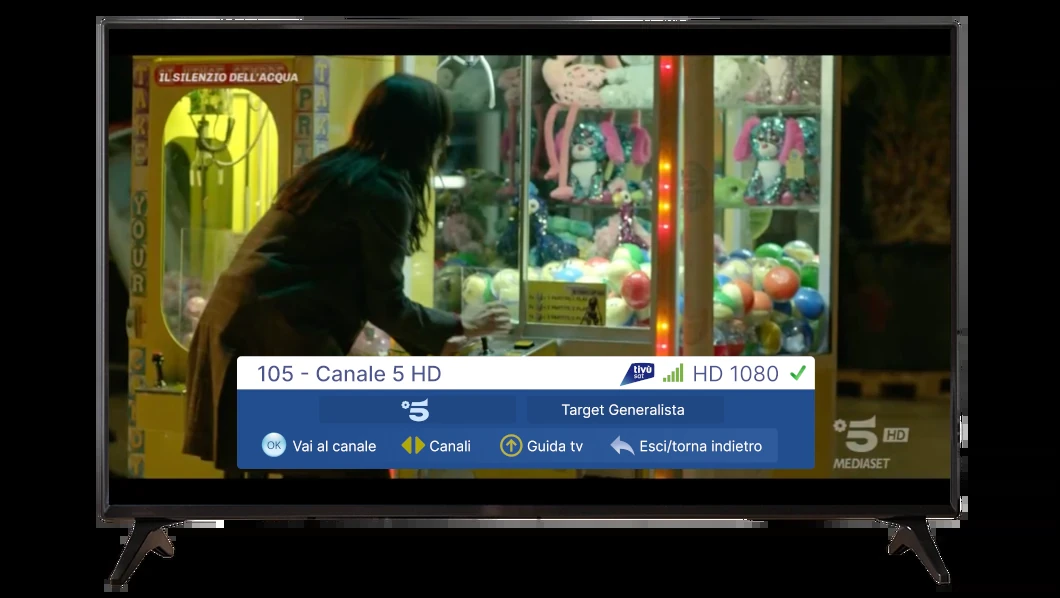 IL SILENZIO DELL'ACQUA
TAKE
YOUR
105 - Canale 5 HD
tivù
SAT
HD 1080
5
Target Generalista
OK Vai al canale
Canali
Guida tv
Esci/torna indietro
5 HD
MEDIASET